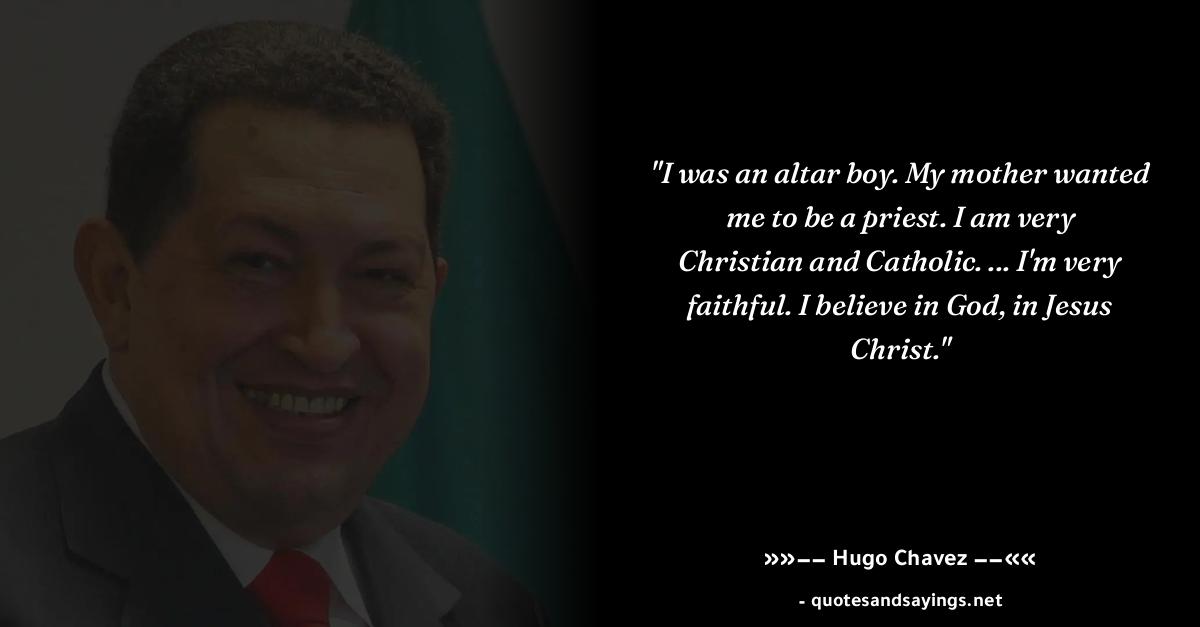 "I was an altar boy. My mother wanted
me to be a priest. I am very
Christian and Catholic. ... I'm very
faithful. I believe in God, in Jesus
Christ."
»»−− Hugo Chavez −−««
- quotesandsayings.net